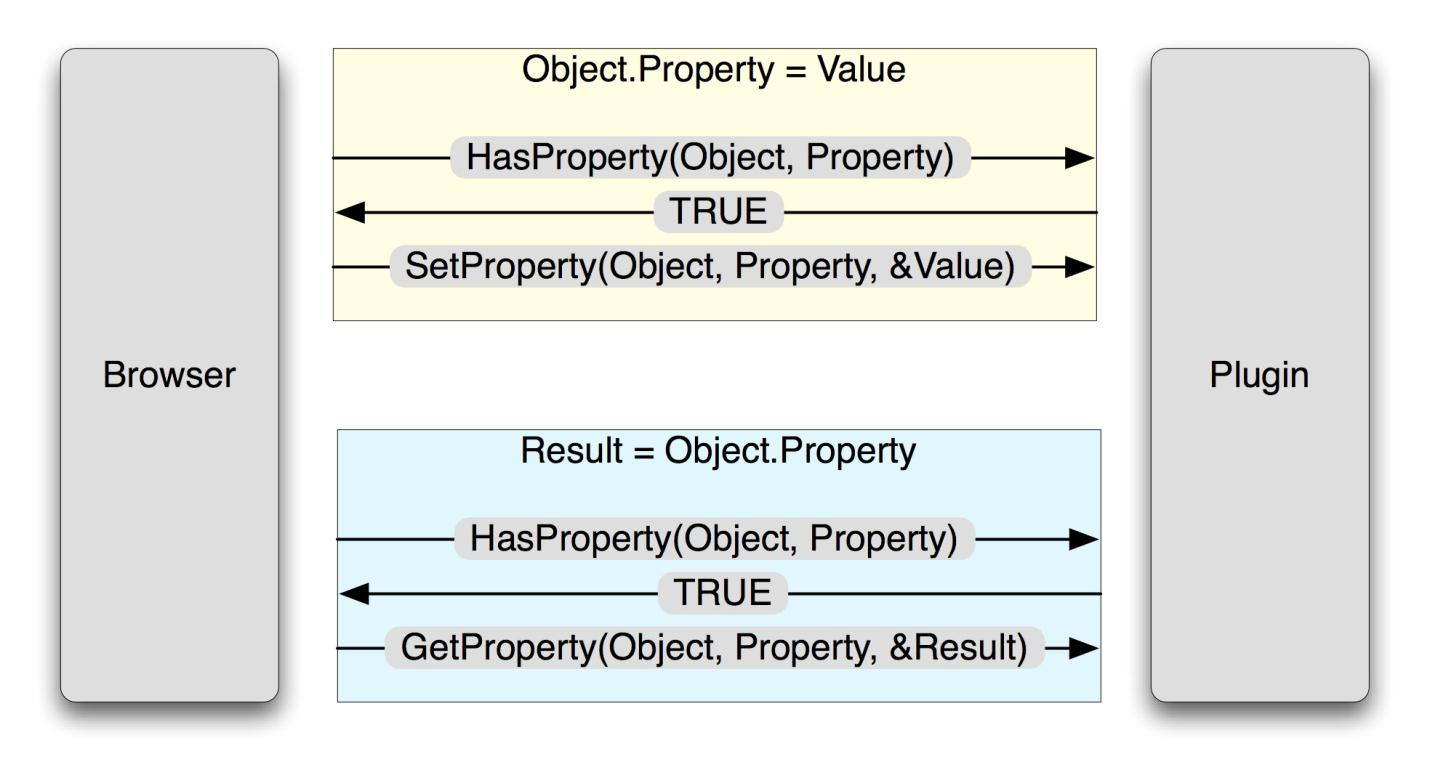 Object.Property = Value
HasProperty(Object, Property)
TRUE
SetProperty(Object, Property, &Value)
Browser
Plugin
Result = Object.Property
HasProperty(Object, Property)
TRUE
GetProperty(Object, Property, &Result)